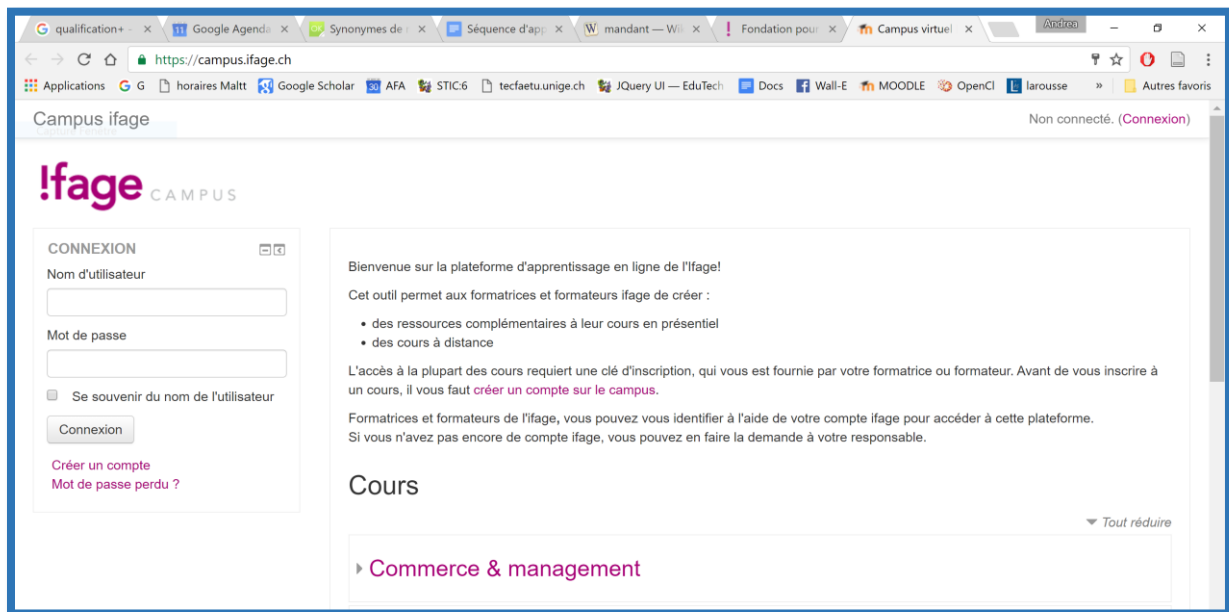 qualification+ - Google Agenda Synonymes de Séquence d'app mandant — Wi Fondation pour Campus virtuel Andrea
https://campus.ifage.ch
Applications G horaires Maltt Google Scholar AFA STIC:6 tecfaetu.unige.ch JQuery UI — EduTech Docs Wall-E MOODLE OpenCl larousse » Autres favoris
Campus ifage Non connecté. (Connexion)
Capture Fenêtre
!fage CAMPUS
CONNEXION
Nom d'utilisateur
Mot de passe
Se souvenir du nom de l'utilisateur
Connexion
Créer un compte
Mot de passe perdu ?
Bienvenue sur la plateforme d'apprentissage en ligne de l'Ifage!
Cet outil permet aux formatrices et formateurs ifage de créer :
• des ressources complémentaires à leur cours en présentiel
• des cours à distance
L'accès à la plupart des cours requiert une clé d'inscription, qui vous est fournie par votre formatrice ou formateur. Avant de vous inscrire à
un cours, il vous faut créer un compte sur le campus.
Formatrices et formateurs de l'ifage, vous pouvez vous identifier à l'aide de votre compte ifage pour accéder à cette plateforme.
Si vous n'avez pas encore de compte ifage, vous pouvez en faire la demande à votre responsable.
Cours
Tout réduire
Commerce & management